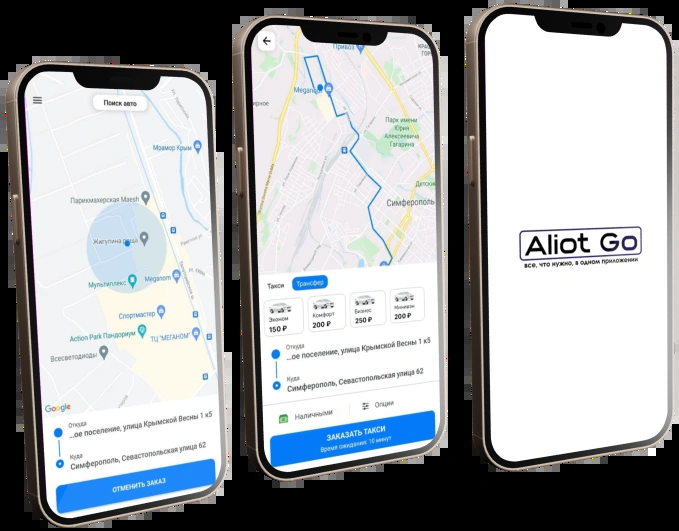 Поиск авто
Мрамор Крым
Парикмахерская Maesh
Жигулина роща
Мультиплекс
Meganom
Спортмастер
Action Park Пандориум
ТЦ "МЕГАНОМ"
Всесветодиоды
Google
Откуда
...ое поселение, улица Крымской Весны 1 к5
Куда
Симферополь, Севастопольская улица 62
ОТМЕНИТЬ ЗАКАЗ
Привоз
Meganom
Парк имени
Юрия
Алексеевича
Гагарина
Детский
Симферополь
Такси
Трансфер
Эконом
150 ₽
Комфорт
200 ₽
Бизнес
250 ₽
Минивэн
200 ₽
Откуда
...ое поселение, улица Крымской Весны 1 к5
Куда
Симферополь, Севастопольская улица 62
Наличными
Опции
ЗАКАЗАТЬ ТАКСИ
Время ожидания: 10 минут
Aliot Go
все, что нужно, в одном приложении